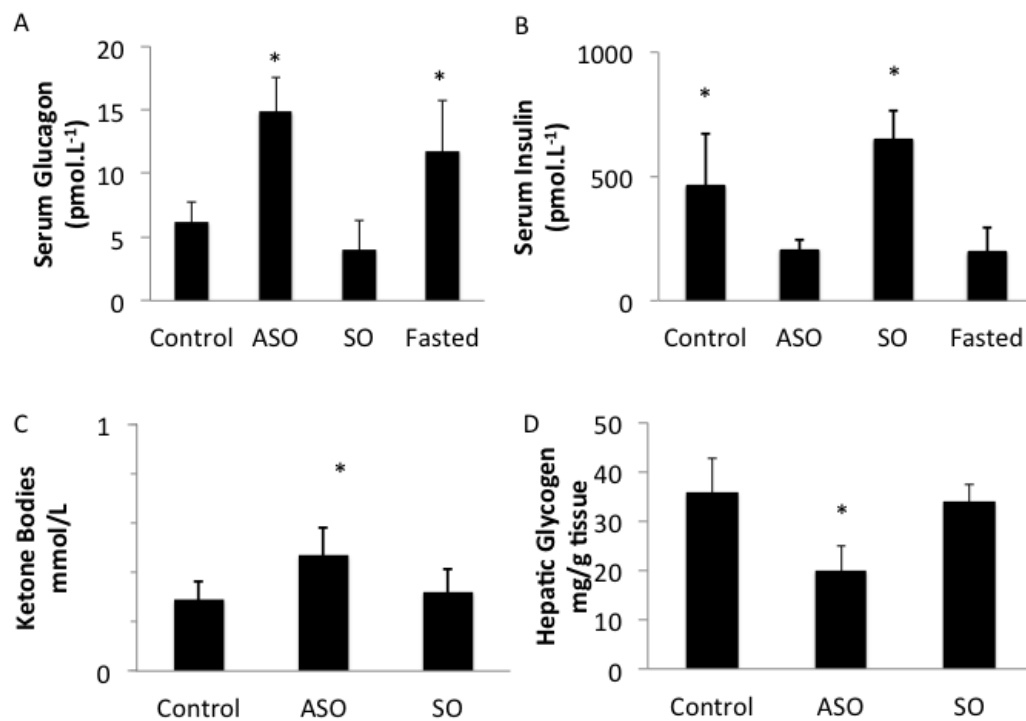 A
Serum Glucagon
(pmol.L-1)
20
15
10
5
0
*
*
Control
ASO
SO
Fasted
B
Serum Insulin
(pmol.L-1)
1000
500
0
*
*
Control
ASO
SO
Fasted
C
Ketone Bodies
mmol/L
1
0
*
Control
ASO
SO
D
Hepatic Glycogen
mg/g tissue
50
40
30
20
10
0
*
Control
ASO
SO